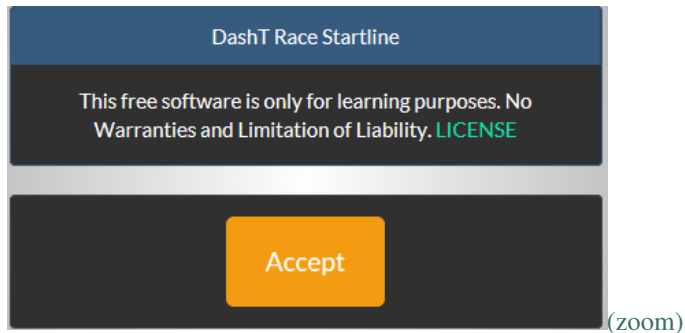 DashT Race Startline
This free software is only for learning purposes. No
Warranties and Limitation of Liability. LICENSE
Accept
(zoom)